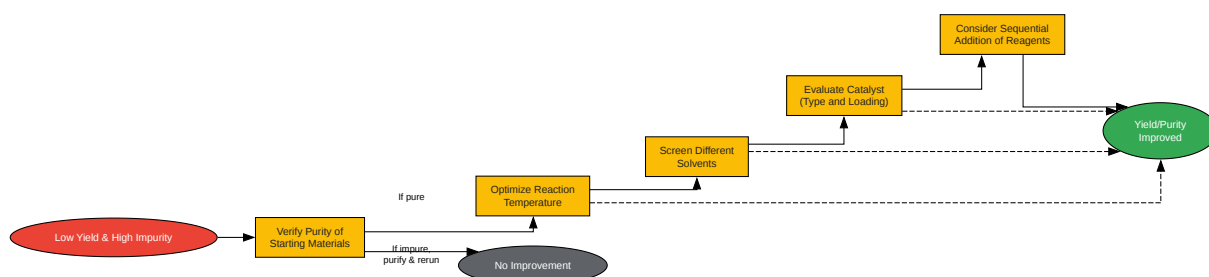 Low Yield & High Impurity
Verify Purity of
Starting Materials
If pure
If impure,
purify & rerun
No Improvement
Optimize Reaction
Temperature
Screen Different
Solvents
Evaluate Catalyst
(Type and Loading)
Consider Sequential
Addition of Reagents
Yield/Purity
Improved